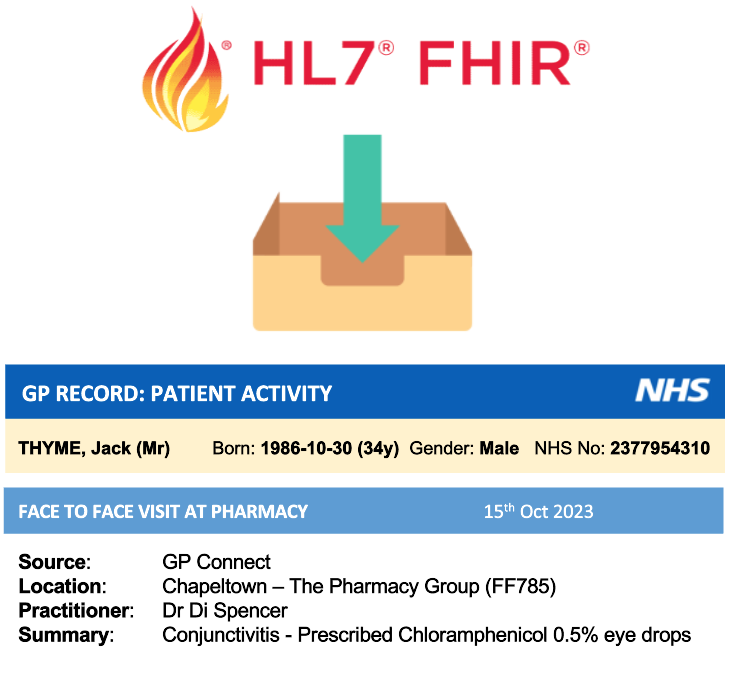 ® HL7® FHIR®
GP RECORD: PATIENT ACTIVITY NHS
THYME, Jack (Mr) Born: 1986-10-30 (34y) Gender: Male NHS No: 2377954310
FACE TO FACE VISIT AT PHARMACY 15th Oct 2023
Source: GP Connect
Location: Chapeltown – The Pharmacy Group (FF785)
Practitioner: Dr Di Spencer
Summary: Conjunctivitis - Prescribed Chloramphenicol 0.5% eye drops